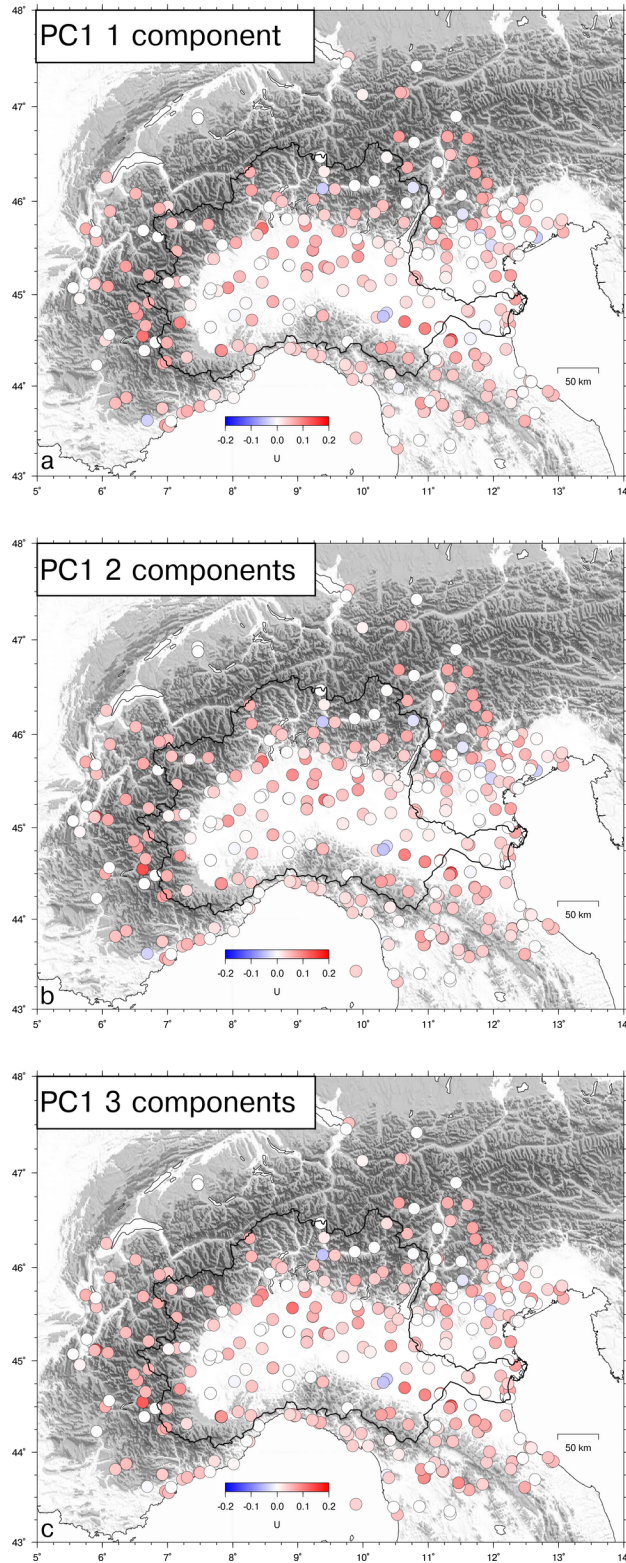 PC1 1 component
48˚
47˚
46˚
45˚
44˚
43˚
50 km
-0.2 -0.1 0.0 0.1 0.2
U
a
5˚ 6˚ 7˚ 8˚ 9˚ 10˚ 11˚ 12˚ 13˚ 14˚
PC1 2 components
48˚
47˚
46˚
45˚
44˚
43˚
50 km
-0.2 -0.1 0.0 0.1 0.2
U
b
5˚ 6˚ 7˚ 8˚ 9˚ 10˚ 11˚ 12˚ 13˚ 14˚
PC1 3 components
48˚
47˚
46˚
45˚
44˚
43˚
50 km
-0.2 -0.1 0.0 0.1 0.2
U
c
5˚ 6˚ 7˚ 8˚ 9˚ 10˚ 11˚ 12˚ 13˚ 14˚